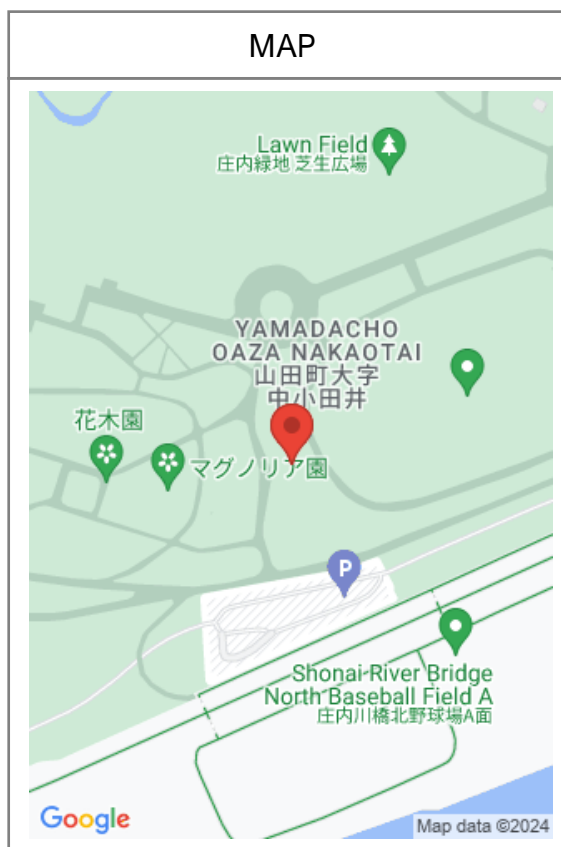 MAP
Lawn Field
庄内緑地 芝生広場
YAMADACHO
OAZA NAKAOTAI
山田町大字
中小田井
花木園
マグノリア園
P
Shonai River Bridge
North Baseball Field A
庄内川橋北野球場A面
Google
Map data ©2024